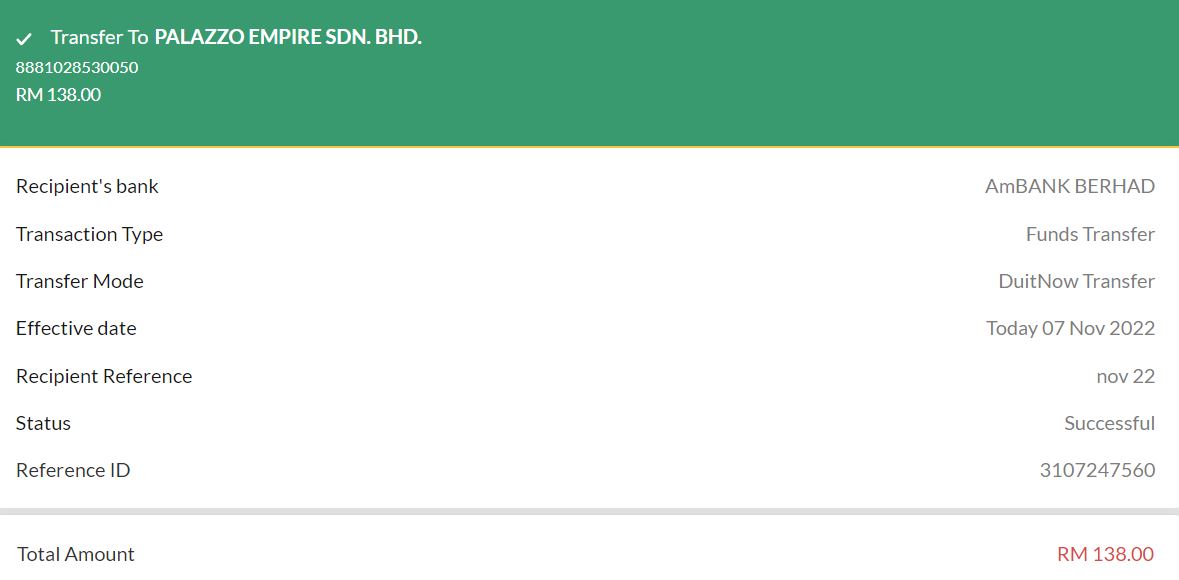 Transfer To PALAZZO EMPIRE SDN. BHD.
8881028530050
RM 138.00
Recipient's bank AmBANK BERHAD
Transaction Type Funds Transfer
Transfer Mode DuitNow Transfer
Effective date Today 07 Nov 2022
Recipient Reference nov 22
Status Successful
Reference ID 3107247560
Total Amount RM 138.00